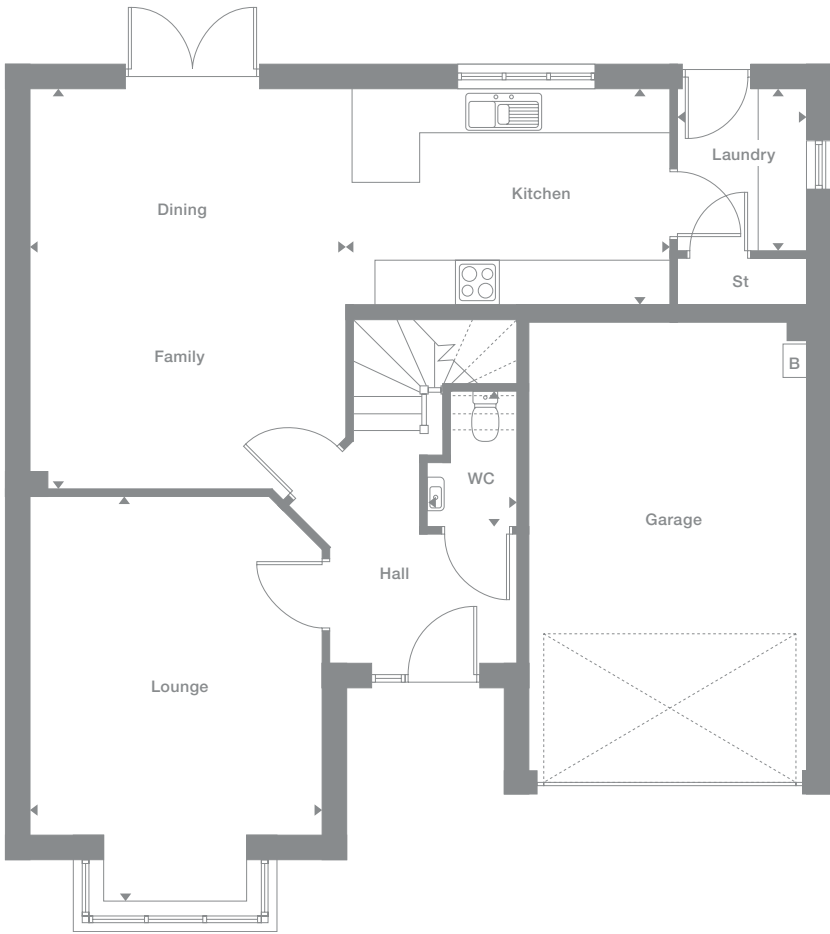 Laundry
Kitchen
Dining
St
Family
B
WC
Garage
Hall
Lounge